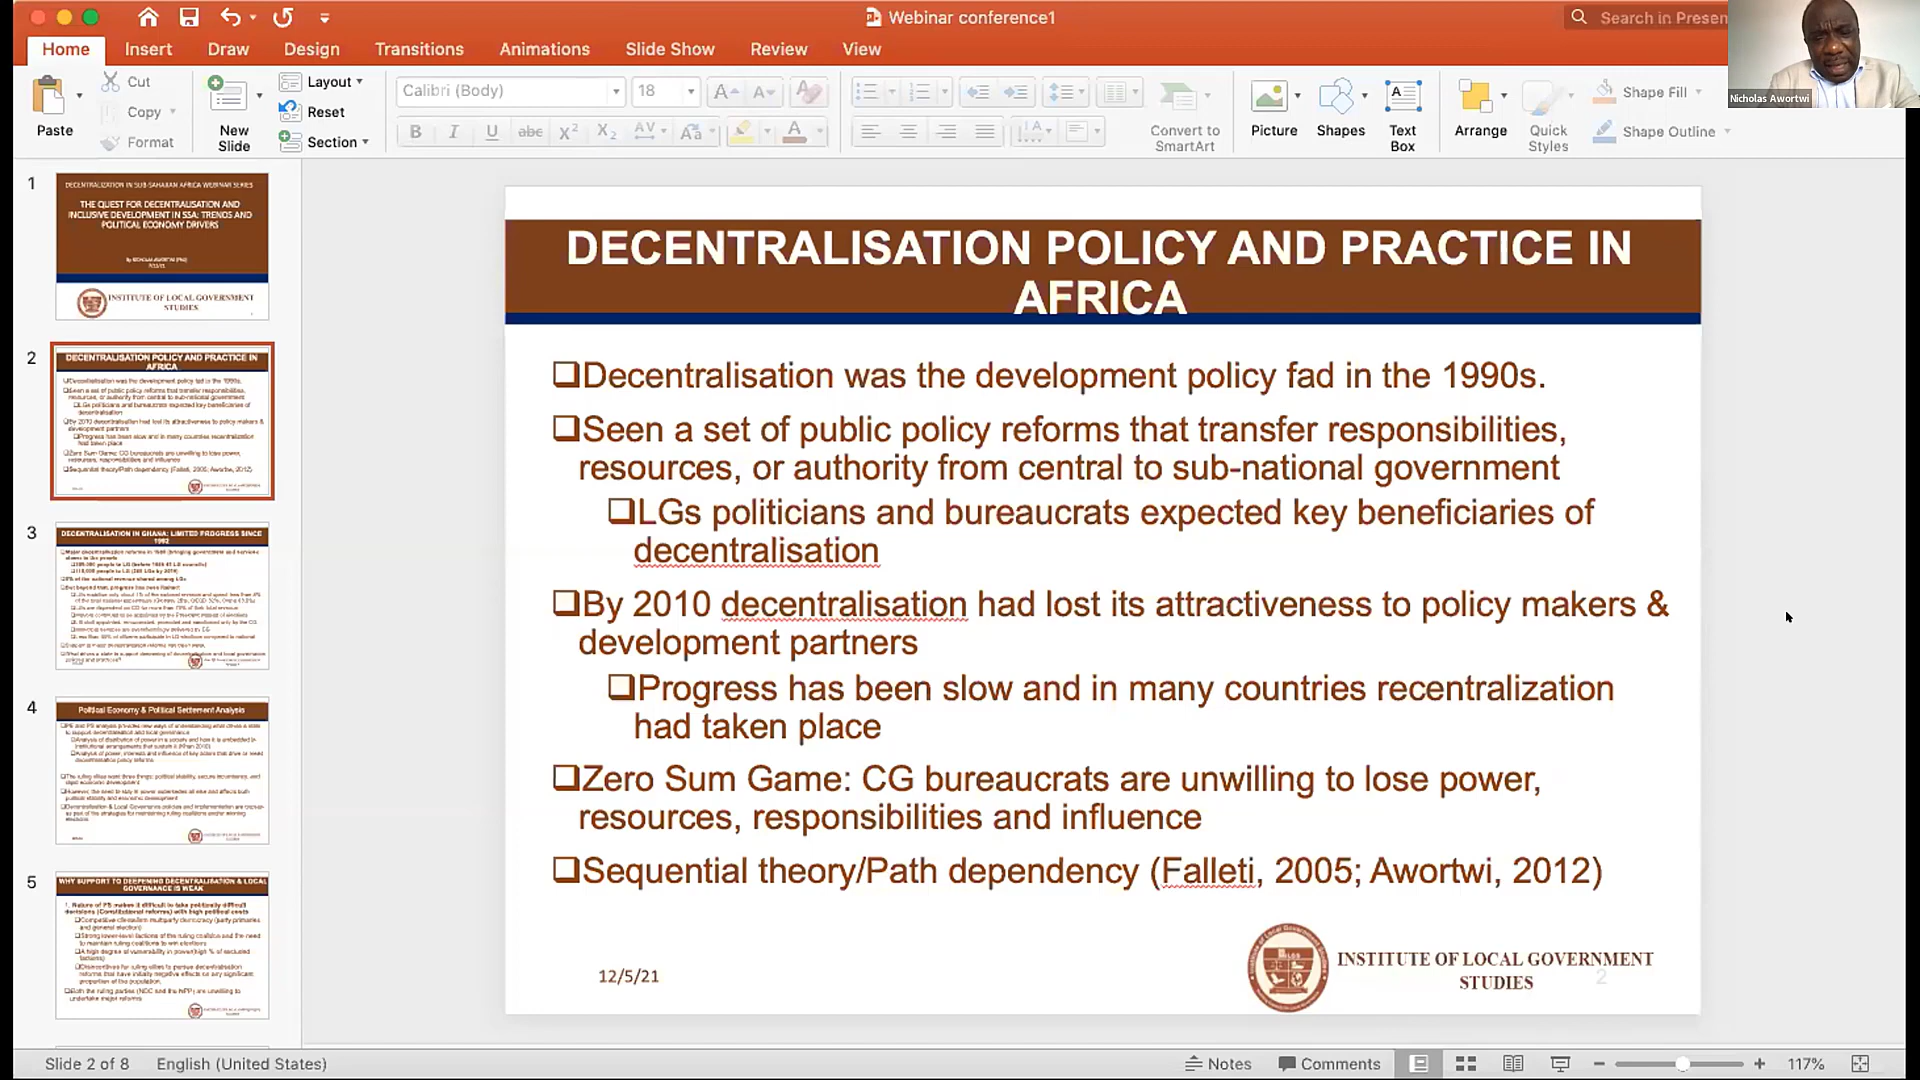 Webinar conference1
Search in Presen
Home
Insert
Draw
Design
Transitions
Animations
Slide Show
Review
View
Nicholas Awortwi
Paste
Cut
Copy
Format
New
Slide
Layout
Reset
Section
Calibri (Body)
18
Convert to
SmartArt
Picture
Shapes
Text
Box
Arrange
Quick
Styles
Shape Fill
Shape Outline
1
DECENTRALIZATION IN SUB-SAHARAN AFRICA WEBINAR SERIES
THE QUEST FOR DECENTRALISATION AND
INCLUSIVE DEVELOPMENT IN SSA: TRENDS AND
POLITICAL ECONOMY DRIVERS
INSTITUTE OF LOCAL GOVERNMENT
STUDIES
2
DECENTRALISATION POLICY AND PRACTICE IN
AFRICA
3
DECENTRALISATION IN GHANA: LIMITED PROGRESS SINCE
1992
4
Political Economy & Political Settlement Analysis
5
WHY SUPPORT TO DEEPENING DECENTRALISATION & LOCAL
GOVERNANCE IS WEAK
DECENTRALISATION POLICY AND PRACTICE IN
AFRICA
Decentralisation was the development policy fad in the 1990s.
Seen a set of public policy reforms that transfer responsibilities,
resources, or authority from central to sub-national government
LGs politicians and bureaucrats expected key beneficiaries of
decentralisation
By 2010 decentralisation had lost its attractiveness to policy makers &
development partners
Progress has been slow and in many countries recentralization
had taken place
Zero Sum Game: CG bureaucrats are unwilling to lose power,
resources, responsibilities and influence
Sequential theory/Path dependency (Falleti, 2005; Awortwi, 2012)
12/5/21
INSTITUTE OF LOCAL GOVERNMENT
STUDIES
2
Slide 2 of 8
English (United States)
Notes
Comments
117%